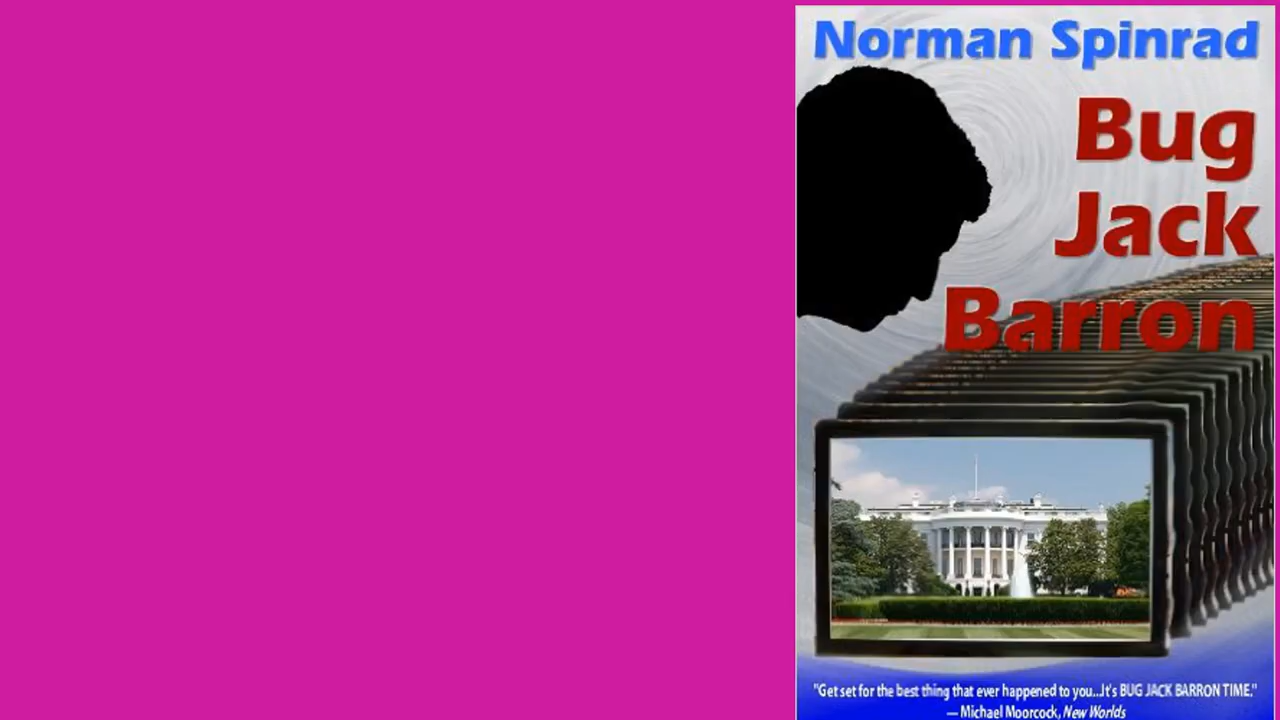 Norman Spinrad
Bug
Jack
Barron
"Get set for the best thing that ever happened to you...It's BUG JACK BARRON TIME."
— Michael Moorcock, New Worlds